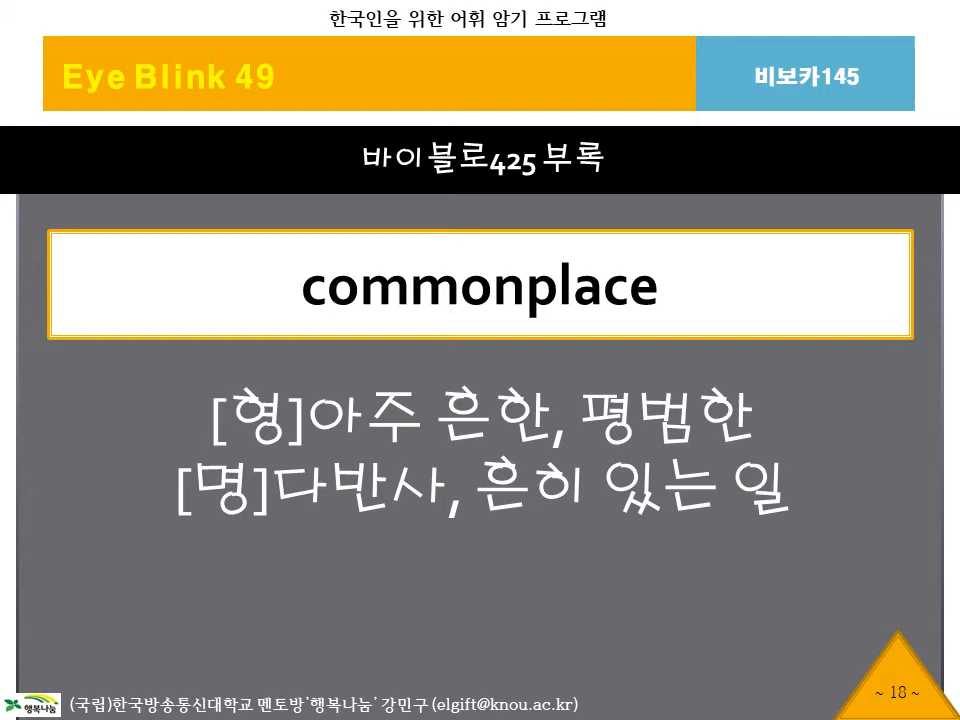 한국인을 위한 어휘 암기 프로그램
Eye Blink 49
비보카145
바이블로425 부록
commonplace
[형]아주 흔한, 평범한
[명]다반사, 흔히 있는 일
~ 18 ~
행복나눔
(국립)한국방송통신대학교 멘토방'행복나눔' 강민구 (elgift@knou.ac.kr)